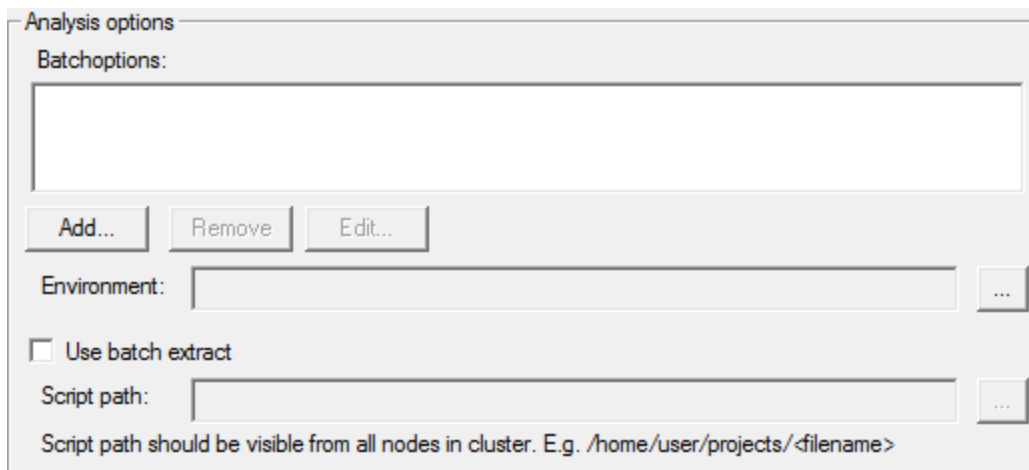 Analysis options
Batchoptions:
Add... Remove Edit...
Environment: ...
Use batch extract
Script path: ...
Script path should be visible from all nodes in cluster. E.g. /home/user/projects/<filename>